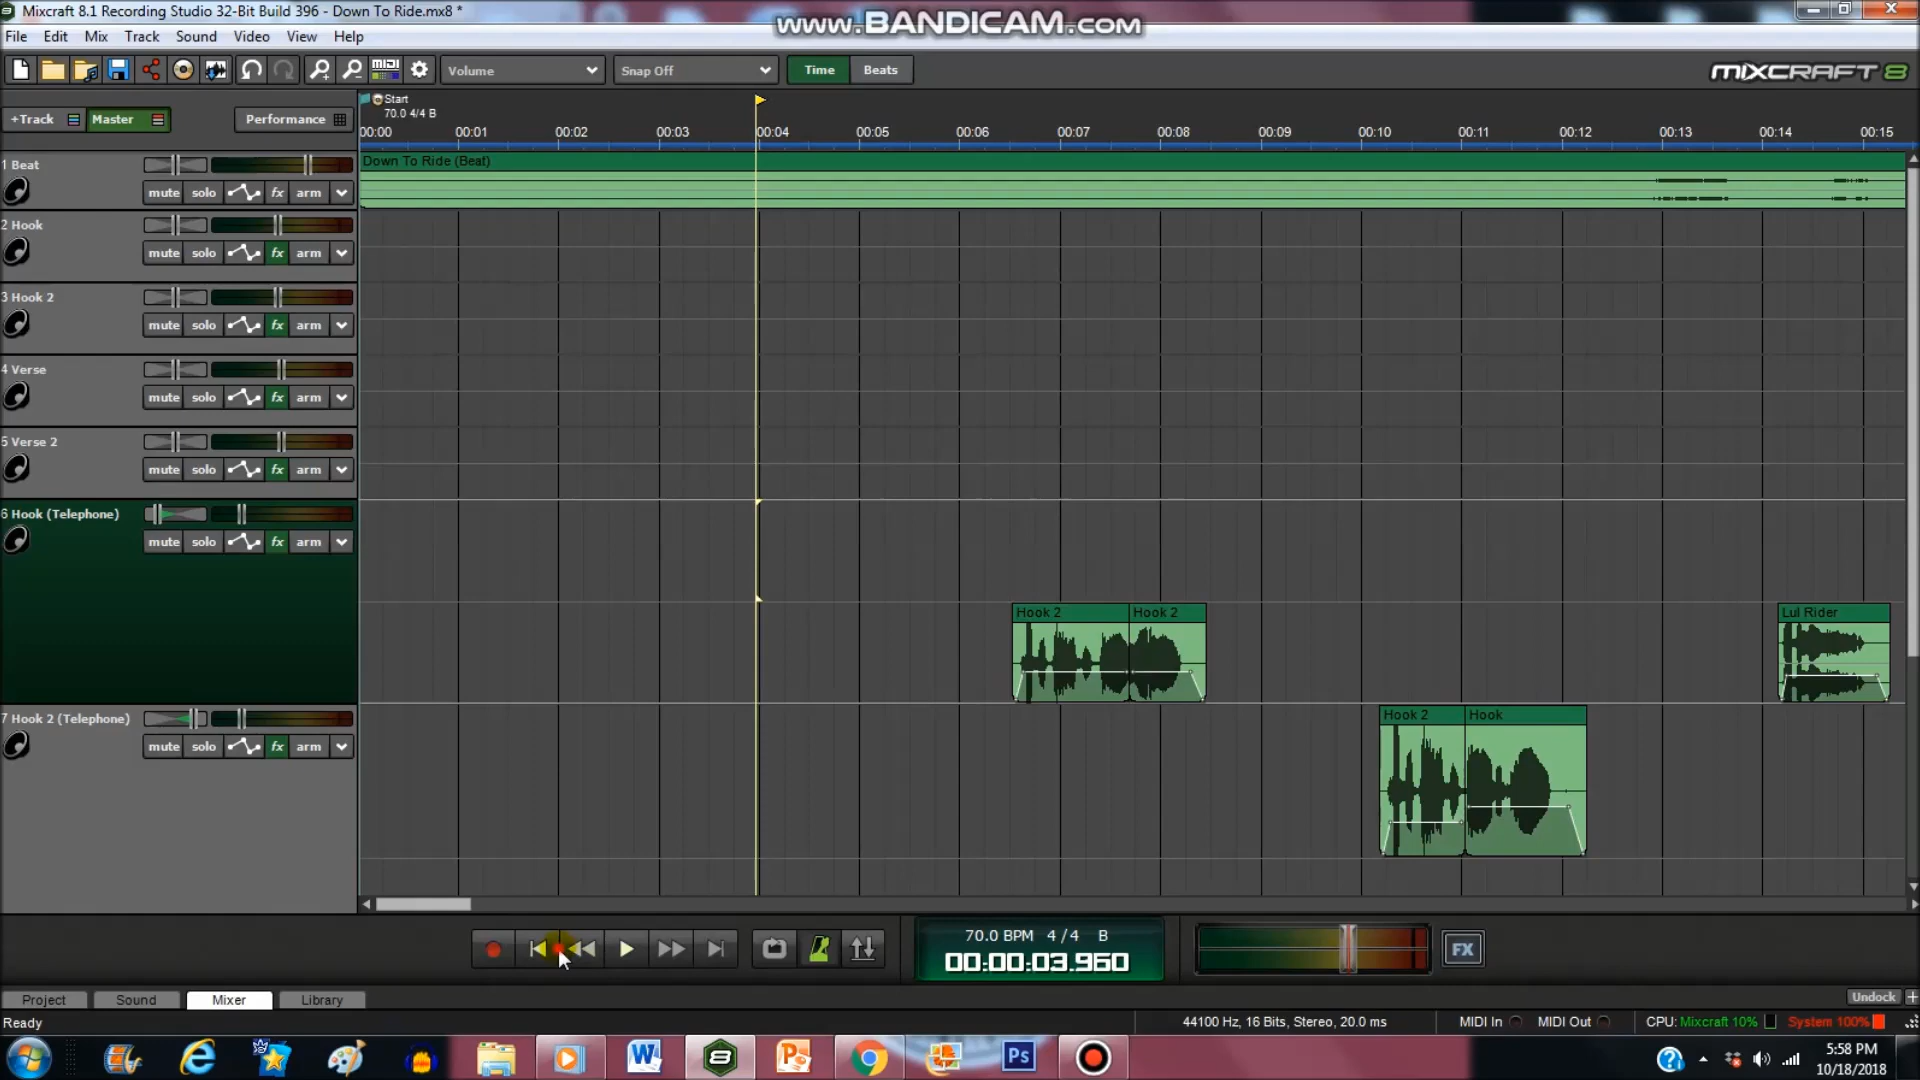 Mixcraft 8.1 Recording Studio 32-Bit Build 396 - Down To Ride.mx8 *
www.BANDICAM.com
File Edit Mix Track Sound Video View Help
MIDI Volume Snap Off Time Beats MIXCRAFT 8
+Track Master Performance
Start
70.0 4/4 B
00:00 00:01 00:02 00:03 00:04 00:05 00:06 00:07 00:08 00:09 00:10 00:11 00:12 00:13 00:14 00:15
1 Beat
Down To Ride (Beat)
mute solo fx arm
2 Hook
mute solo fx arm
3 Hook 2
mute solo fx arm
4 Verse
mute solo fx arm
5 Verse 2
mute solo fx arm
6 Hook (Telephone)
mute solo fx arm
Hook 2 Hook 2 Lul Rider
7 Hook 2 (Telephone)
Hook 2 Hook
mute solo fx arm
70.0 BPM 4/4 B
00:00:03.960
FX
Project Sound Mixer Library Undock
Ready
44100 Hz, 16 Bits, Stereo, 20.0 ms MIDI In MIDI Out CPU: Mixcraft 10% System 100%
Ps
5:58 PM
10/18/2018